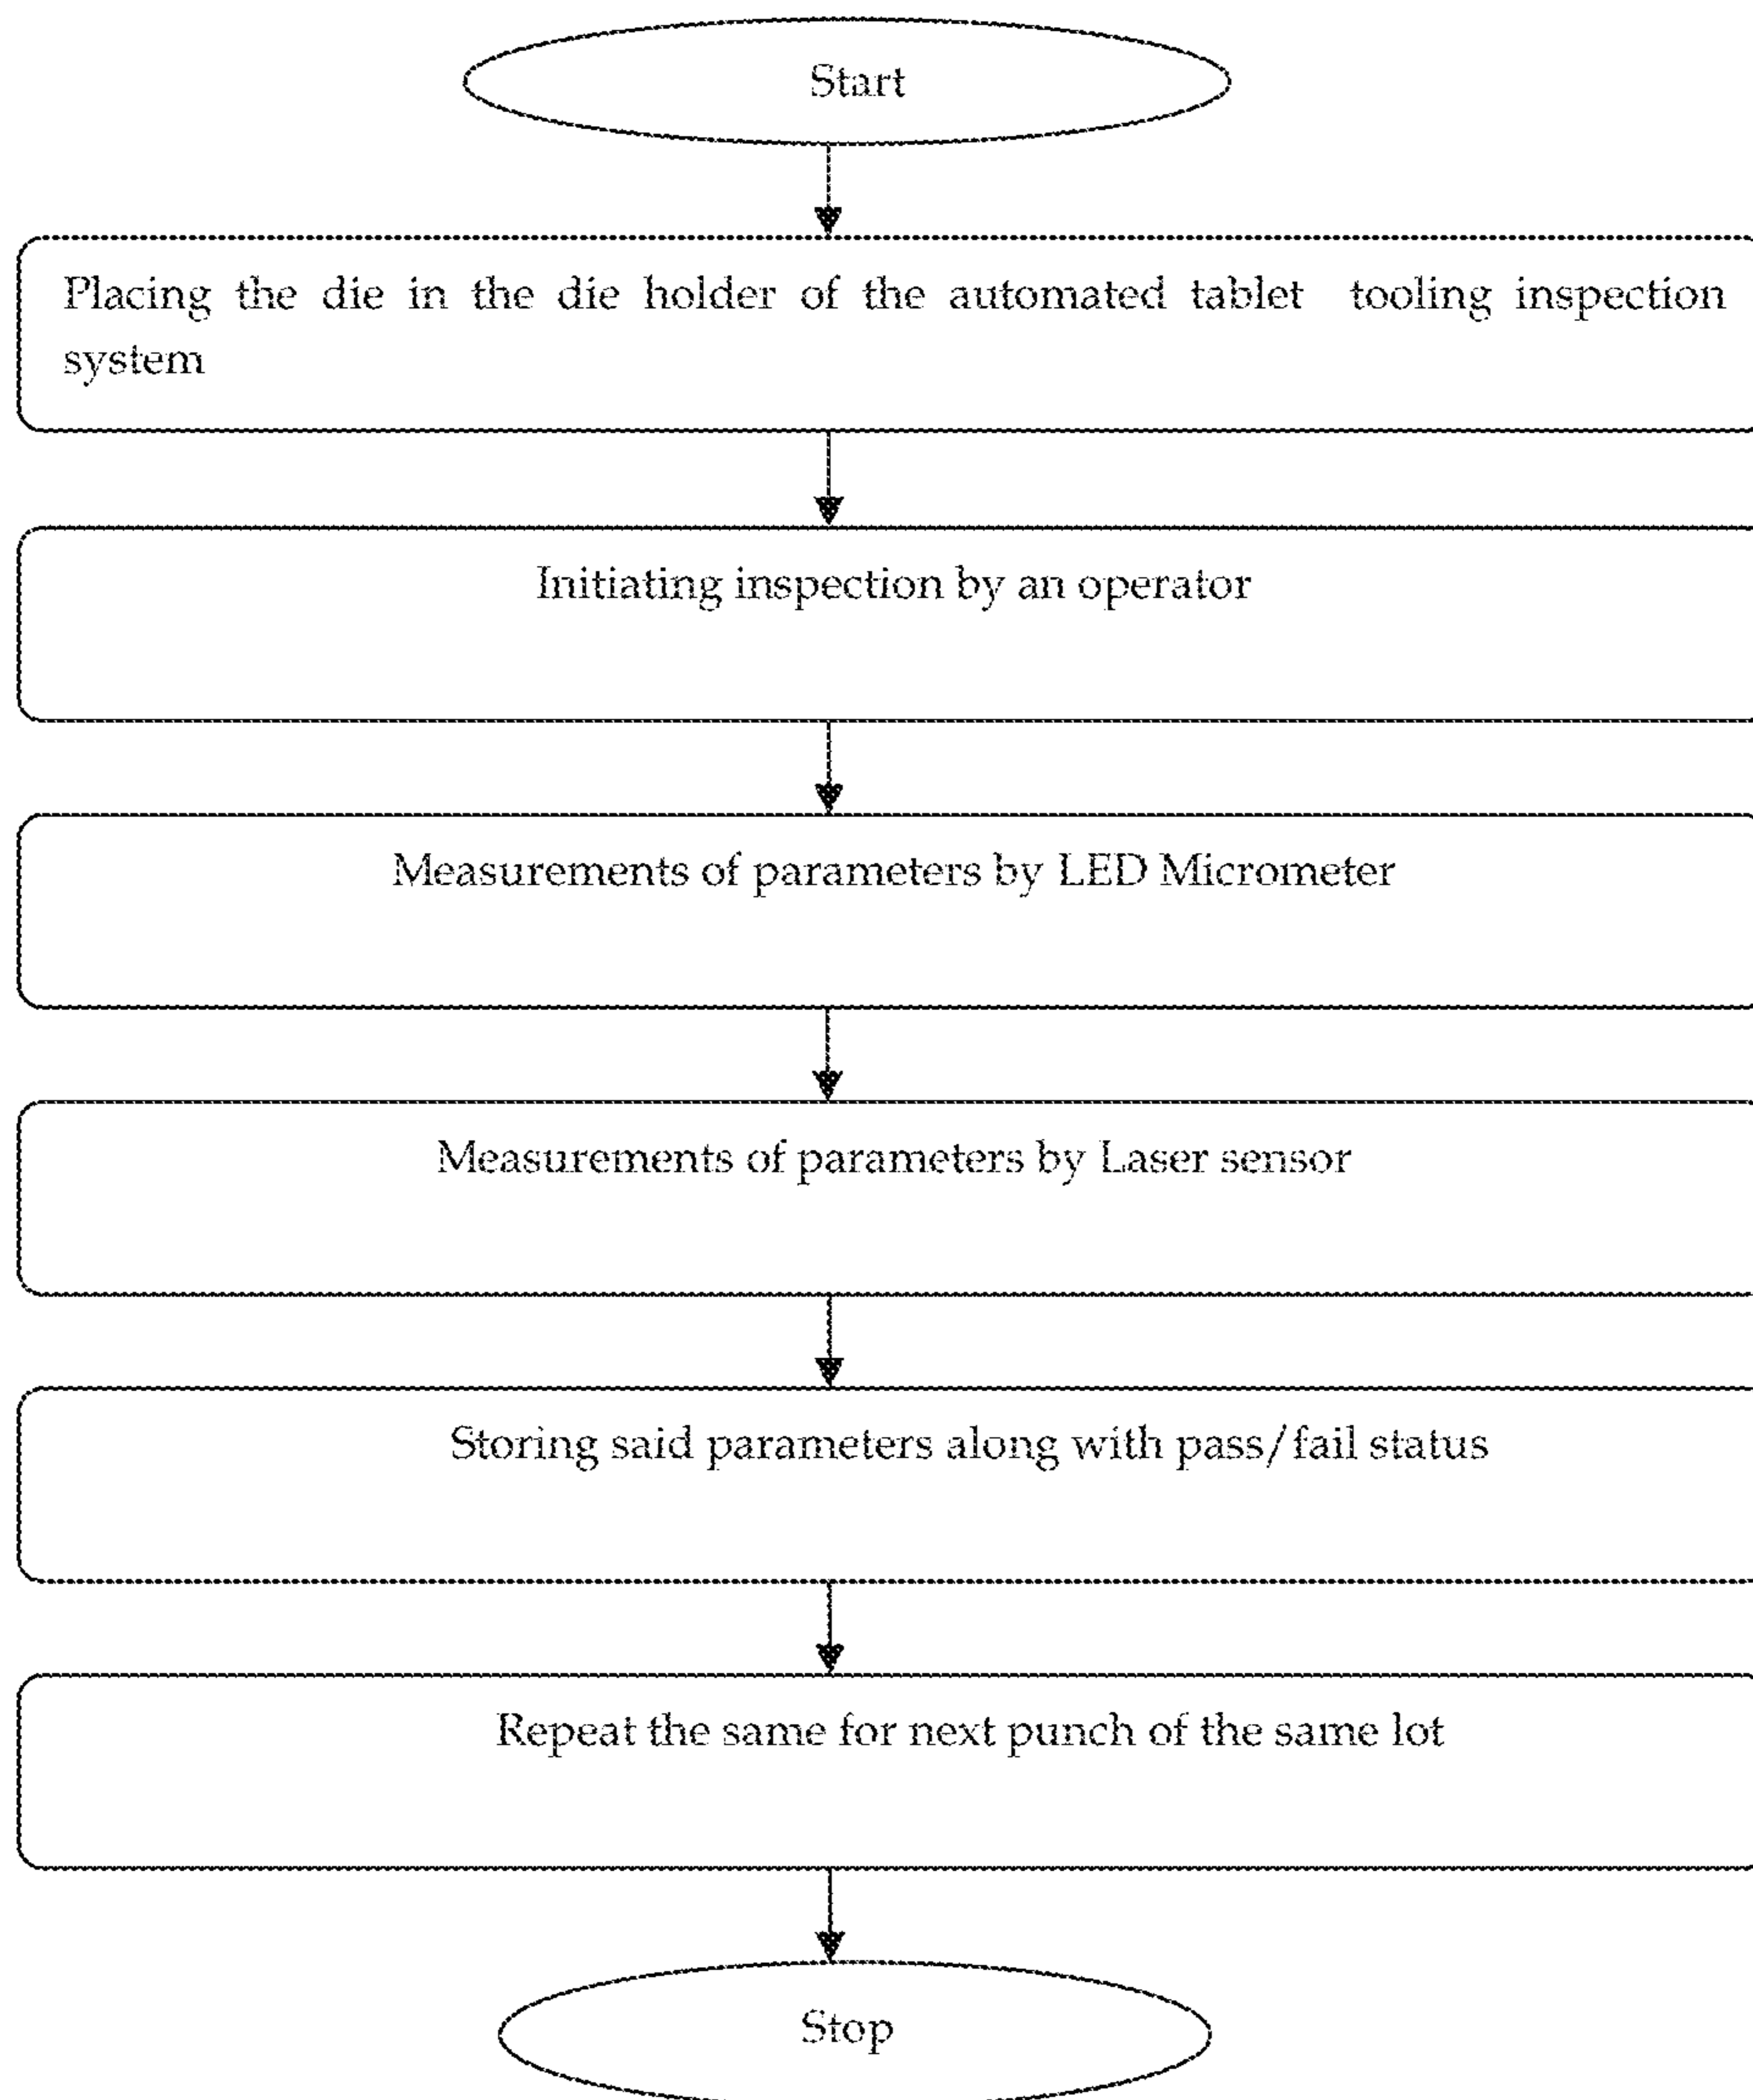 Start
Placing the die in the die holder of the automated tablet tooling inspection
system
Initiating inspection by an operator
Measurements of parameters by LED Micrometer
Measurements of parameters by Laser sensor
Storing said parameters along with pass/fail status
Repeat the same for next punch of the same lot
Stop